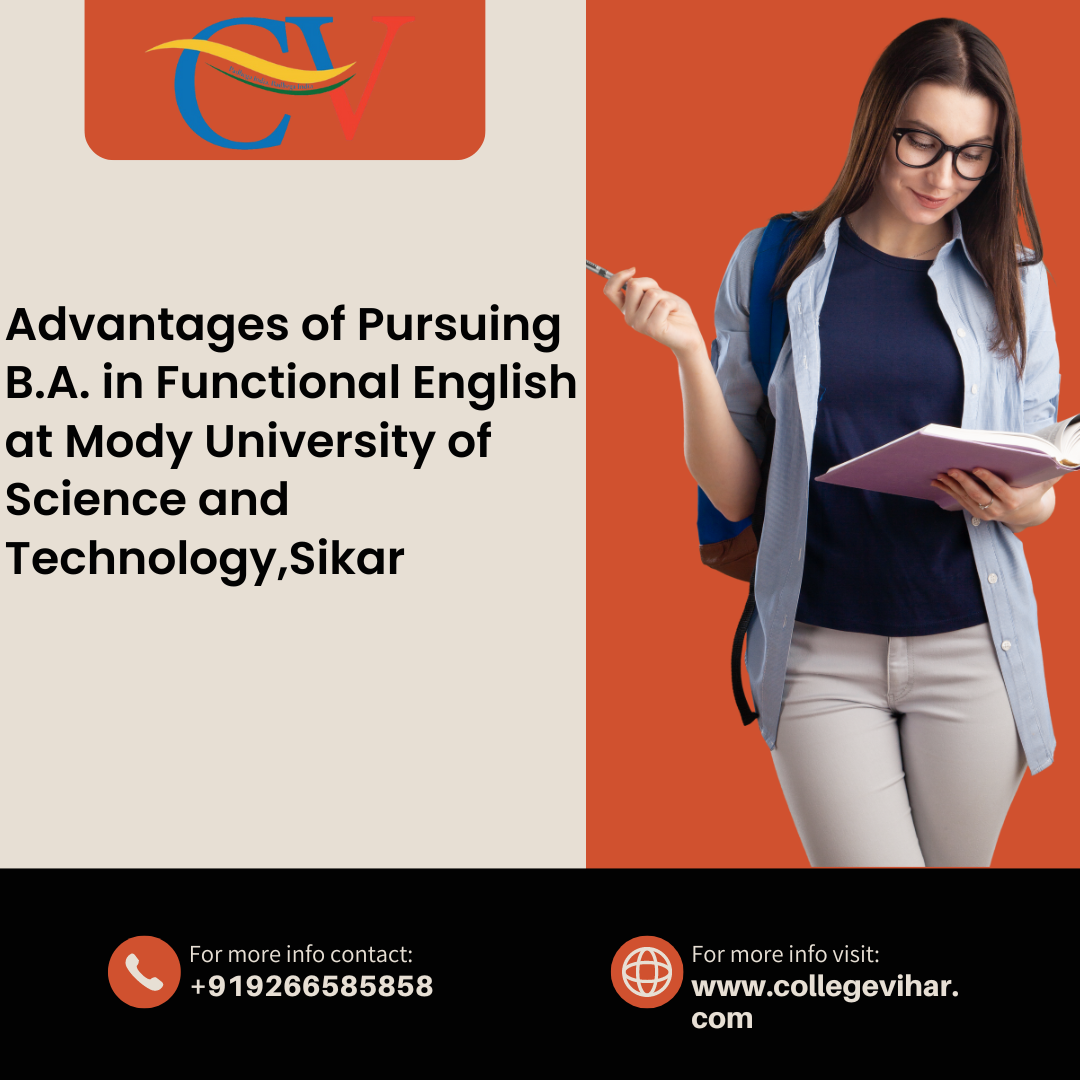 CV
Advantages of Pursuing
B.A. in Functional English
at Mody University of
Science and
Technology,Sikar
For more info contact:
+919266585858
For more info visit:
www.collegevihar.
com